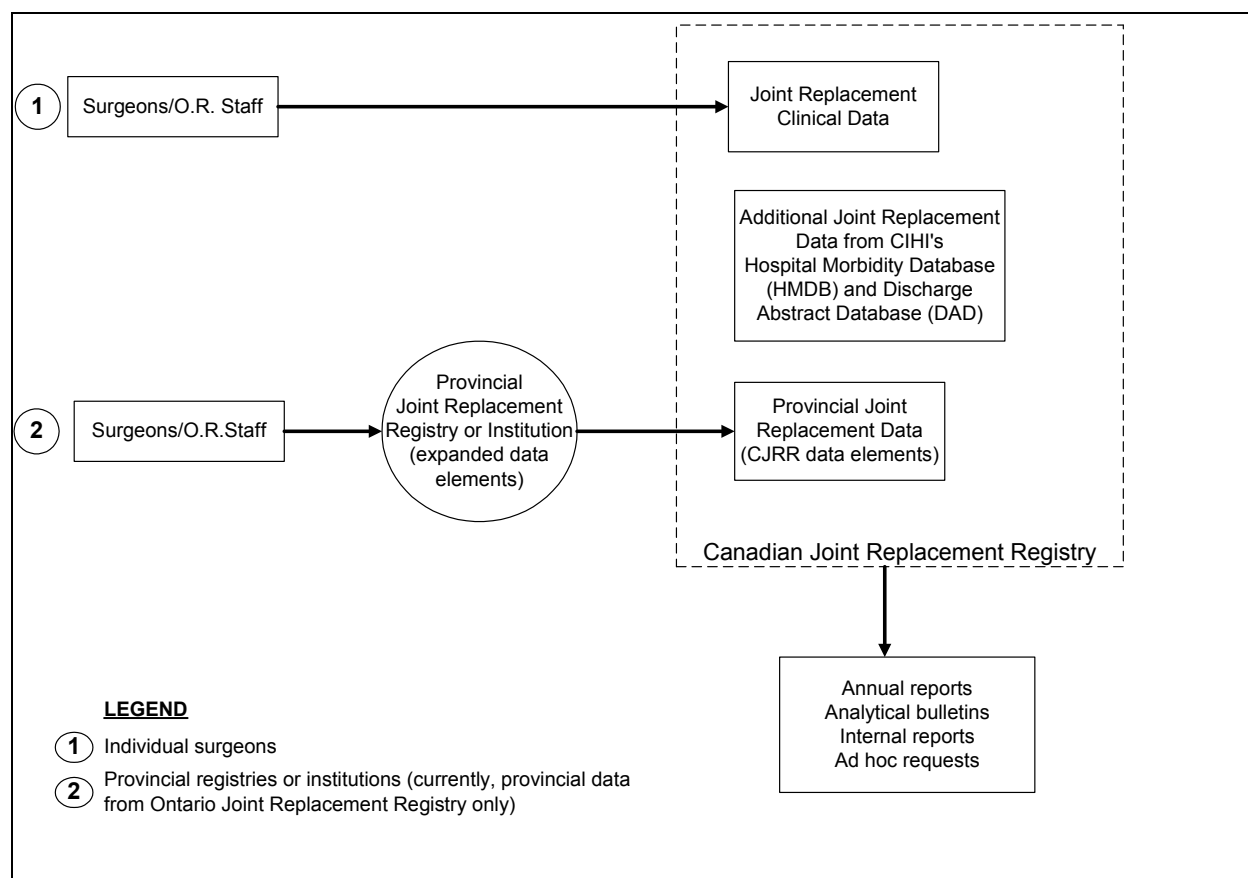 1
Surgeons/O.R. Staff
Joint Replacement
Clinical Data
Additional Joint Replacement
Data from CIHI's
Hospital Morbidity Database
(HMDB) and Discharge
Abstract Database (DAD)
2
Surgeons/O.R.Staff
Provincial
Joint Replacement
Registry or Institution
(expanded data
elements)
Provincial Joint
Replacement Data
(CJRR data elements)
Canadian Joint Replacement Registry
Annual reports
Analytical bulletins
Internal reports
Ad hoc requests
LEGEND
1 Individual surgeons
2 Provincial registries or institutions (currently, provincial data
from Ontario Joint Replacement Registry only)